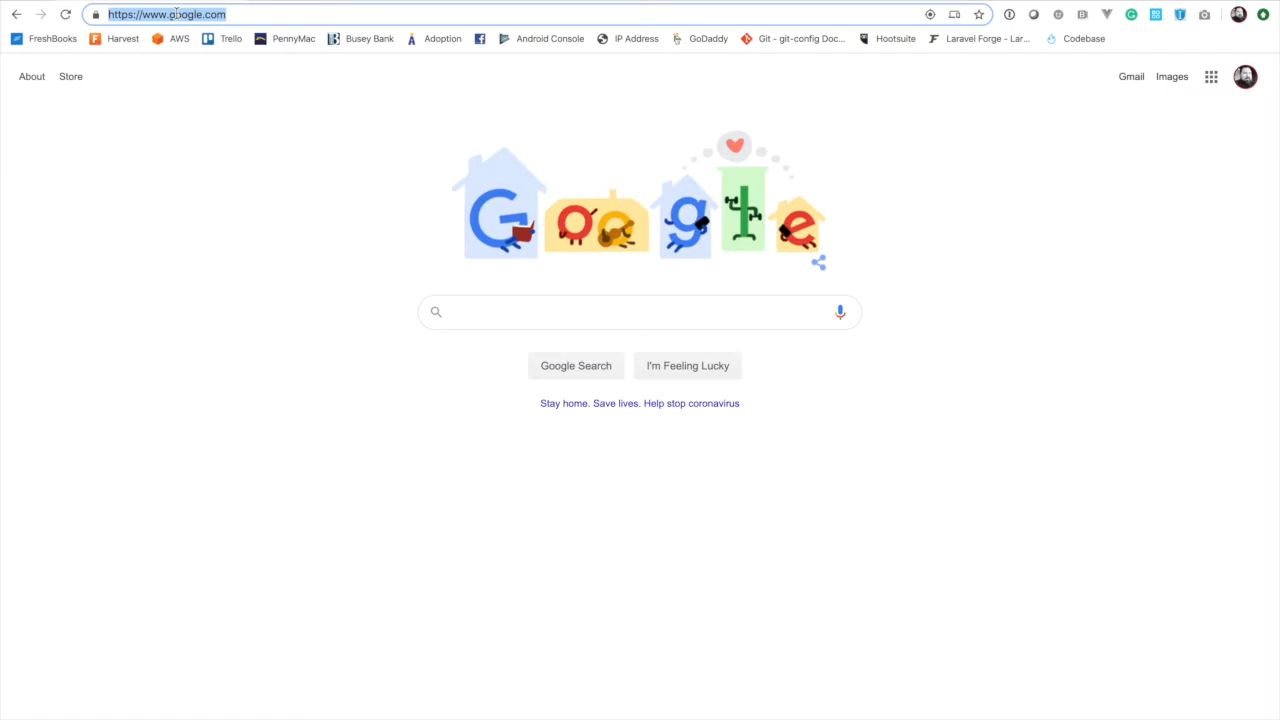 https://www.google.com
FreshBooks Harvest AWS Trello PennyMac Busey Bank Adoption Android Console IP Address GoDaddy Git - git-config Doc... Hootsuite Laravel Forge - Lar... Codebase
About Store Gmail Images
Google
Google Search I'm Feeling Lucky
Stay home. Save lives. Help stop coronavirus